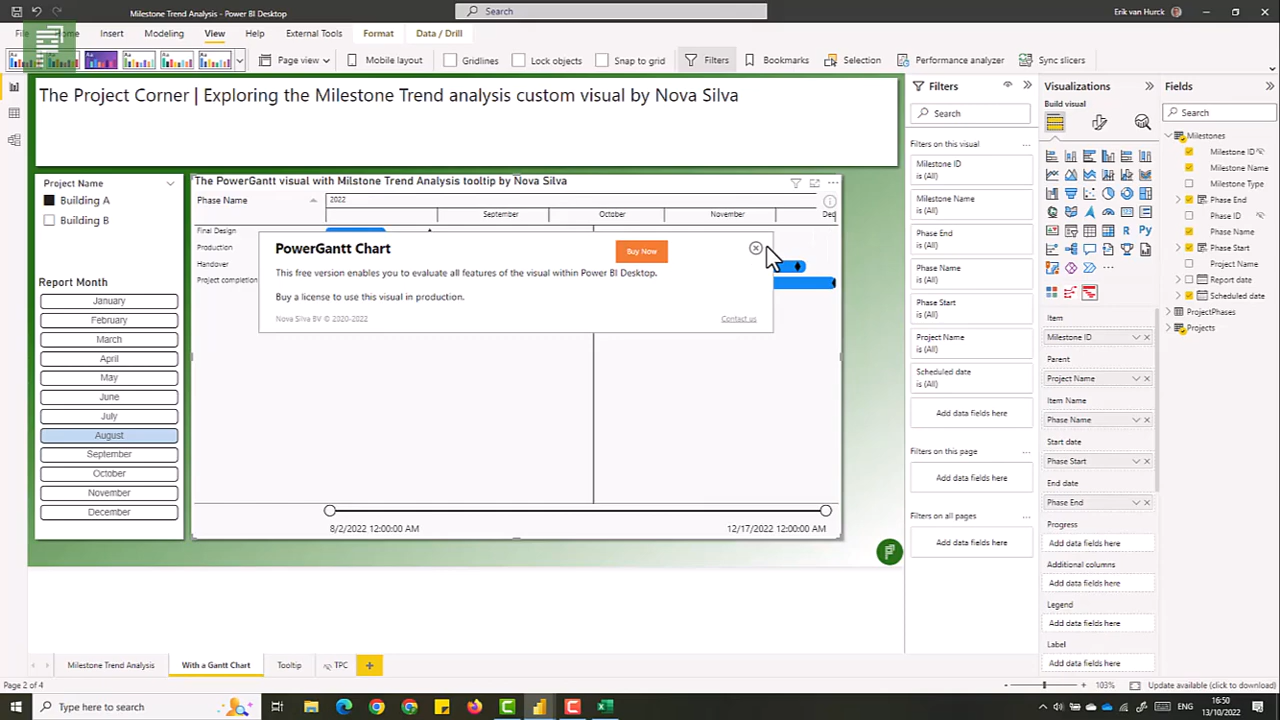 Milestone Trend Analysis - Power BI Desktop
Search
Erik van Hurck
Home
Insert
Modeling
View
Help
External Tools
Format
Data / Drill
Page view
Mobile layout
Gridlines
Lock objects
Snap to grid
Filters
Bookmarks
Selection
Performance analyzer
Sync slicers
The Project Corner | Exploring the Milestone Trend analysis custom visual by Nova Silva
Project Name
Building A
Building B
Report Month
January
February
March
April
May
June
July
August
September
October
November
December
The PowerGantt visual with Milstone Trend Analysis tooltip by Nova Silva
Phase Name
2022
September
October
November
Final Design
Production
Handover
Project completion
PowerGantt Chart
Buy Now
This free version enables you to evaluate all features of the visual within Power BI Desktop.
Buy a license to use this visual in production.
Nova Silva BV © 2020-2022
Contact us
8/2/2022 12:00:00 AM
12/17/2022 12:00:00 AM
Filters
Search
Filters on this visual
Milestone ID
is (All)
Milestone Name
is (All)
Phase End
is (All)
Phase Name
is (All)
Phase Start
is (All)
Project Name
is (All)
Scheduled date
is (All)
Add data fields here
Filters on this page
Add data fields here
Filters on all pages
Add data fields here
Visualizations
Build visual
Item
Milestone ID
Parent
Project Name
Item Name
Phase Name
Start date
Phase Start
End date
Phase End
Progress
Add data fields here
Additional columns
Add data fields here
Legend
Add data fields here
Label
Add data fields here
Fields
Search
Milestones
Milestone ID
Milestone Name
Milestone Type
Phase End
Phase ID
Phase Name
Phase Start
Project Name
Report date
Scheduled date
ProjectPhases
Projects
Milestone Trend Analysis
With a Gantt Chart
Tooltip
TPC
Page 2 of 4
103%
Update available (click to download)
Type here to search
ENG
16:50
13/10/2022